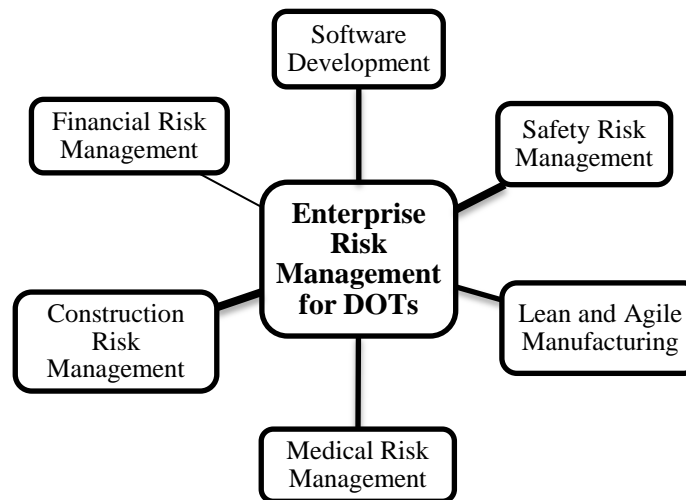 Software
Development
Financial Risk
Management
Safety Risk
Management
Enterprise
Risk
Management
for DOTs
Construction
Risk
Management
Lean and Agile
Manufacturing
Medical Risk
Management